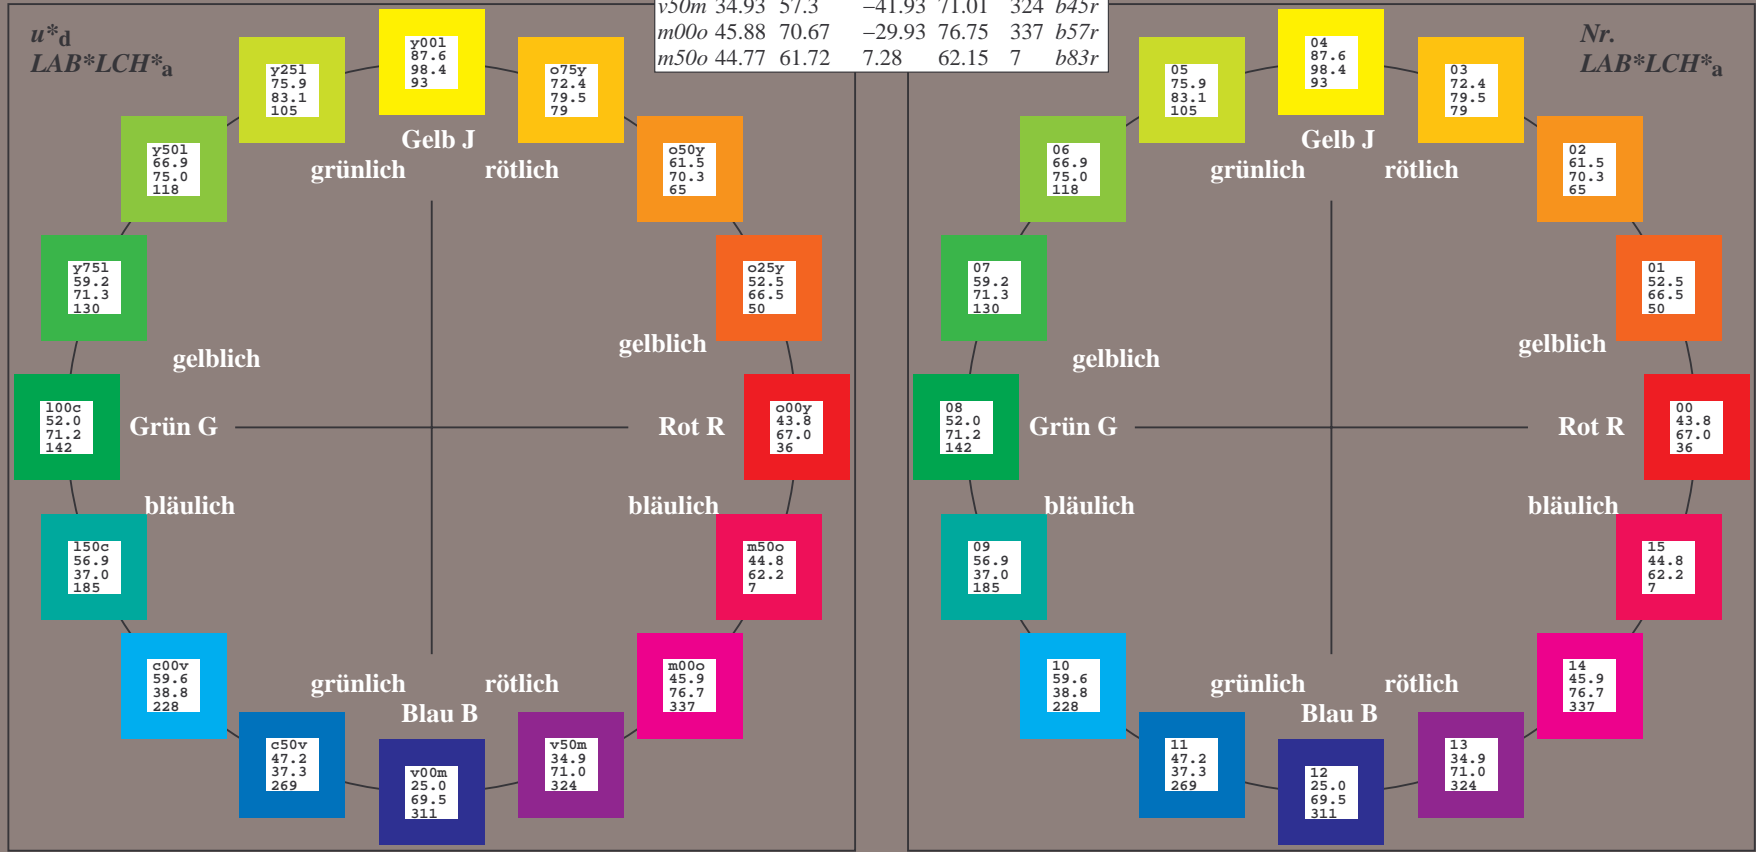 v50m 34.93 57.3 −41.93 71.01 324 b45r
m00o 45.88 70.67 −29.93 76.75 337 b57r
m50o 44.77 61.72 7.28 62.15 7 b83r
u*d
LAB*LCH*a
y00l
87.6
98.4
93
y25l
75.9
83.1
105
o75y
72.4
79.5
79
y50l
66.9
75.0
118
o50y
61.5
70.3
65
Gelb J
grünlich rötlich
y75l
59.2
71.3
130
o25y
52.5
66.5
50
gelblich
gelblich
l00c
52.0
71.2
142
Grün G
Rot R
o00y
43.8
67.0
36
bläulich
bläulich
l50c
56.9
37.0
185
m50o
44.8
62.2
7
c00v
59.6
38.8
228
m00o
45.9
76.7
337
grünlich rötlich
Blau B
c50v
47.2
37.3
269
v00m
25.0
69.5
311
v50m
34.9
71.0
324
Nr.
LAB*LCH*a
04
87.6
98.4
93
05
75.9
83.1
105
03
72.4
79.5
79
06
66.9
75.0
118
02
61.5
70.3
65
Gelb J
grünlich rötlich
07
59.2
71.3
130
01
52.5
66.5
50
gelblich
gelblich
08
52.0
71.2
142
Grün G
Rot R
00
43.8
67.0
36
bläulich
bläulich
09
56.9
37.0
185
15
44.8
62.2
7
10
59.6
38.8
228
14
45.9
76.7
337
grünlich rötlich
Blau B
11
47.2
37.3
269
12
25.0
69.5
311
13
34.9
71.0
324